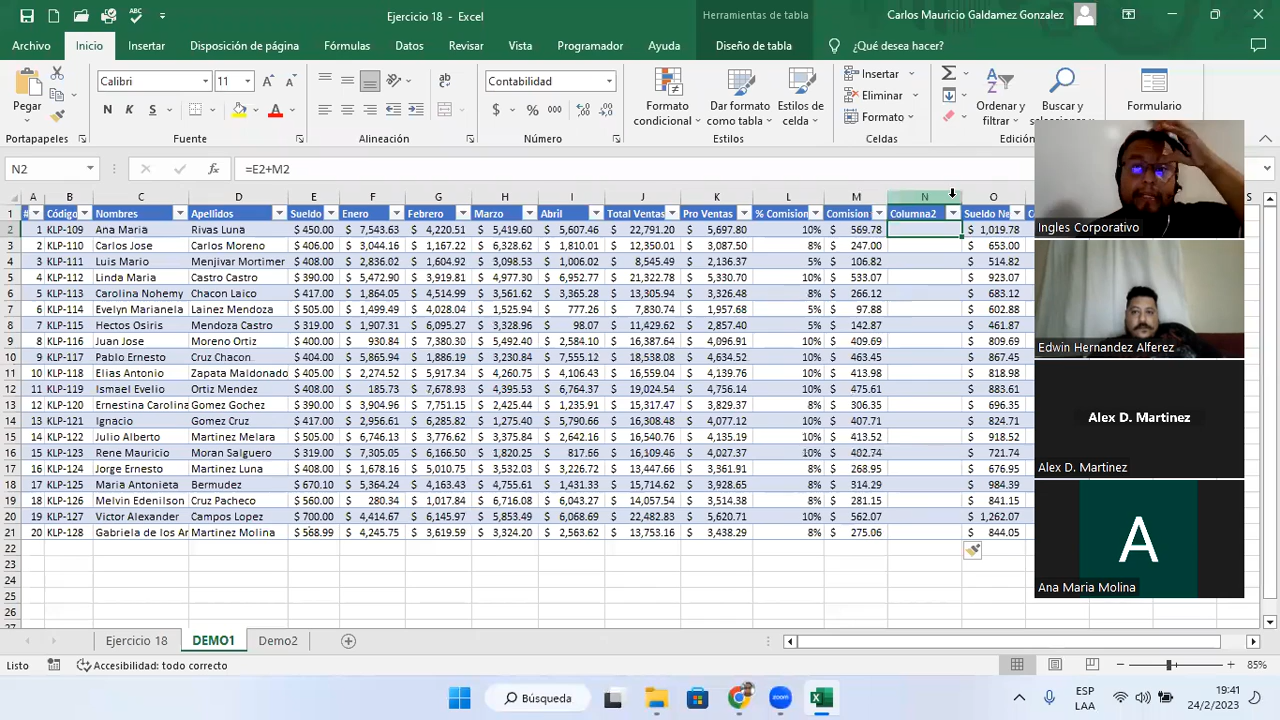 Ejercicio 18 - Excel
Herramientas de tabla
Carlos Mauricio Galdamez Gonzalez
Archivo Inicio Insertar Disposición de página Fórmulas Datos Revisar Vista Programador Ayuda Diseño de tabla ¿Qué desea hacer?
Pegar
Calibri 11
N K S
Contabilidad
$ % 000
Formato condicional
Dar formato como tabla
Estilos de celda
Insertar
Eliminar
Formato
Ordenar y filtrar
Buscar y
Formulario
Portapapeles Fuente Alineación Número Estilos Celdas
N2 =E2+M2
A B C D E F G H I J K L M N O S
1 # Código Nombres Apellidos Sueldo Enero Febrero Marzo Abril Total Ventas Pro Ventas % Comision Comision Columna2 Sueldo Ne
2 1 KLP-109 Ana Maria Rivas Luna $ 450.00 $ 7,543.63 $ 4,220.51 $ 5,419.60 $ 5,607.46 $ 22,791.20 $ 5,697.80 10% $ 569.78 $ 1,019.78
3 2 KLP-110 Carlos Jose Carlos Moreno $ 406.00 $ 3,044.16 $ 1,167.22 $ 6,328.62 $ 1,810.01 $ 12,350.01 $ 3,087.50 8% $ 247.00 $ 653.00
4 3 KLP-111 Luis Mario Menjivar Mortimer $ 408.00 $ 2,836.02 $ 1,604.92 $ 3,098.53 $ 1,006.02 $ 8,545.49 $ 2,136.37 5% $ 106.82 $ 514.82
5 4 KLP-112 Linda Maria Castro Castro $ 390.00 $ 5,472.90 $ 3,919.81 $ 4,977.30 $ 6,952.77 $ 21,322.78 $ 5,330.70 10% $ 533.07 $ 923.07
6 5 KLP-113 Carolina Nohemy Chacon Laico $ 417.00 $ 1,864.05 $ 4,514.99 $ 3,561.62 $ 3,365.28 $ 13,305.94 $ 3,326.48 8% $ 266.12 $ 683.12
7 6 KLP-114 Evelyn Marianela Lainez Mendoza $ 505.00 $ 1,499.49 $ 4,028.04 $ 1,525.94 $ 777.26 $ 7,830.74 $ 1,957.68 5% $ 97.88 $ 602.88
8 7 KLP-115 Hectos Osiris Mendoza Castro $ 319.00 $ 1,907.31 $ 6,095.27 $ 3,328.96 $ 98.07 $ 11,429.62 $ 2,857.40 5% $ 142.87 $ 461.87
9 8 KLP-116 Juan Jose Moreno Ortiz $ 400.00 $ 930.84 $ 7,380.30 $ 5,492.40 $ 2,584.10 $ 16,387.64 $ 4,096.91 10% $ 409.69 $ 809.69
10 9 KLP-117 Pablo Ernesto Cruz Chacon $ 404.00 $ 1,886.19 $ 3,230.84 $ 7,555.12 $ 18,538.08 $ 4,634.52 10% $ 463.45 $ 867.45
11 10 KLP-118 Elias Antonio Zapata Maldonado $ 405.00 $ 2,274.52 $ 5,917.34 $ 4,260.75 $ 4,106.43 $ 16,559.04 $ 4,139.76 10% $ 413.98 $ 818.98
12 11 KLP-119 Ismael Evelio Ortiz Mendez $ 408.00 $ 185.73 $ 7,678.93 $ 4,395.53 $ 6,764.37 $ 19,024.54 $ 4,756.14 10% $ 475.61 $ 883.61
13 12 KLP-120 Ernestina Carolina Gomez Gochez $ 390.00 $ 3,904.96 $ 7,751.15 $ 2,425.44 $ 1,235.91 $ 15,317.47 $ 3,829.37 8% $ 306.35 $ 696.35
14 13 KLP-121 Ignacio Gomez Cruz $ 417.00 $ 2,956.61 $ 1,275.40 $ 5,790.66 $ 16,308.48 $ 4,077.12 10% $ 407.71 $ 824.71
15 14 KLP-122 Julio Alberto Martinez Melara $ 505.00 $ 6,746.13 $ 3,776.62 $ 3,375.84 $ 2,642.16 $ 16,540.76 $ 4,135.19 10% $ 413.52 $ 918.52
16 15 KLP-123 Rene Mauricio Moran Salguero $ 319.00 $ 7,305.05 $ 6,166.50 $ 1,820.25 $ 817.66 $ 16,109.46 $ 4,027.37 10% $ 402.74 $ 721.74
17 16 KLP-124 Jorge Ernesto Martinez Luna $ 408.00 $ 1,678.16 $ 5,010.75 $ 3,532.03 $ 3,226.72 $ 13,447.66 $ 3,361.91 8% $ 268.95 $ 676.95
18 17 KLP-125 Maria Antonieta Bermudez $ 670.10 $ 5,364.24 $ 4,163.43 $ 4,755.61 $ 1,431.33 $ 15,714.62 $ 3,928.65 8% $ 314.29 $ 984.39
19 18 KLP-126 Melvin Edenilson Cruz Pacheco $ 560.00 $ 280.34 $ 1,017.84 $ 6,716.08 $ 6,043.27 $ 14,057.54 $ 3,514.38 8% $ 281.15 $ 841.15
20 19 KLP-127 Victor Alexander Campos Lopez $ 700.00 $ 4,414.67 $ 6,145.97 $ 5,853.49 $ 6,068.69 $ 22,482.83 $ 5,620.71 10% $ 562.07 $ 1,262.07
21 20 KLP-128 Gabriela de los Ar Martinez Molina $ 568.99 $ 4,245.75 $ 3,619.59 $ 3,324.20 $ 2,563.62 $ 13,753.16 $ 3,438.29 8% $ 275.06 $ 844.05
22
23
24
25
26
Ingles Corporativo
Edwin Hernandez Alferez
Alex D. Martinez
Alex D. Martinez
A
Ana Maria Molina
Ejercicio 18 DEMO1 Demo2
Listo Accesibilidad: todo correcto 85%
Búsqueda
ESP
LAA
19:41
24/2/2023